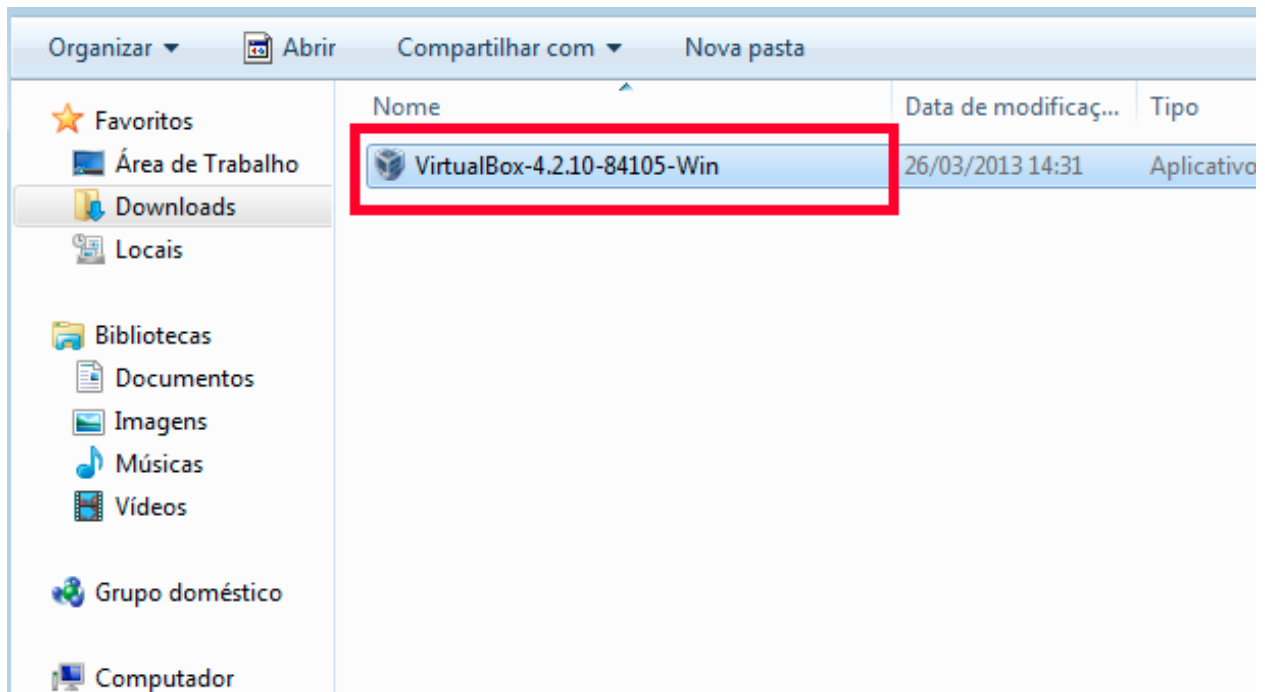 Organizar Abrir Compartilhar com Nova pasta
Nome Data de modificaç... Tipo
VirtualBox-4.2.10-84105-Win 26/03/2013 14:31 Aplicativo
Favoritos
Área de Trabalho
Downloads
Locais
Bibliotecas
Documentos
Imagens
Músicas
Vídeos
Grupo doméstico
Computador